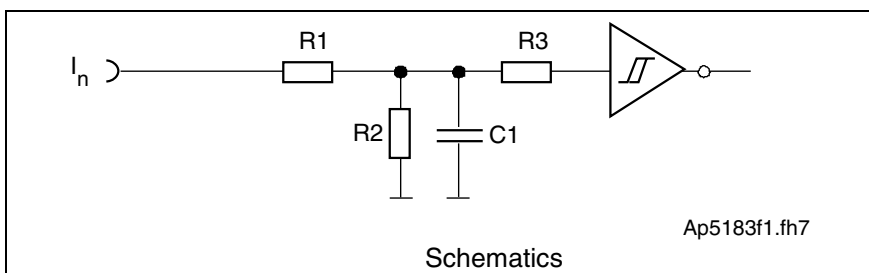 R1
R3
In
R2
C1
Ap5183f1.fh7
Schematics